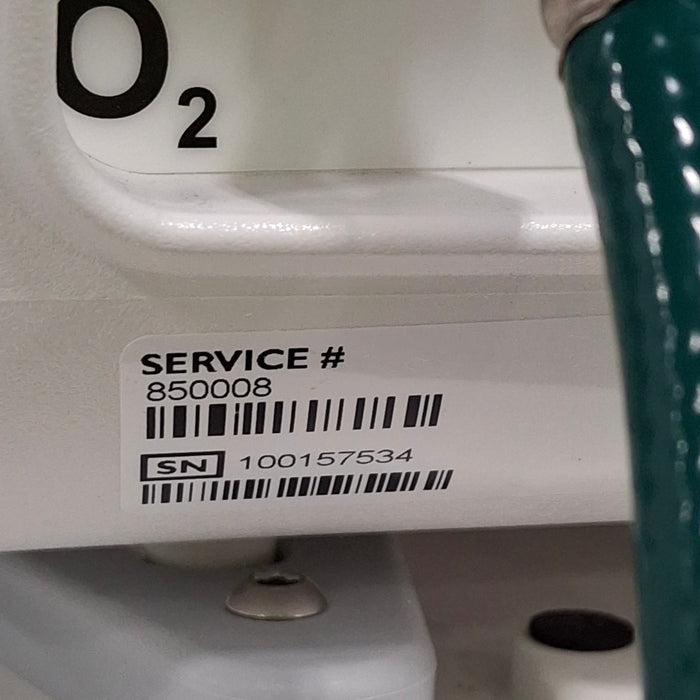 O2
SERVICE #
850008
SN 100157534